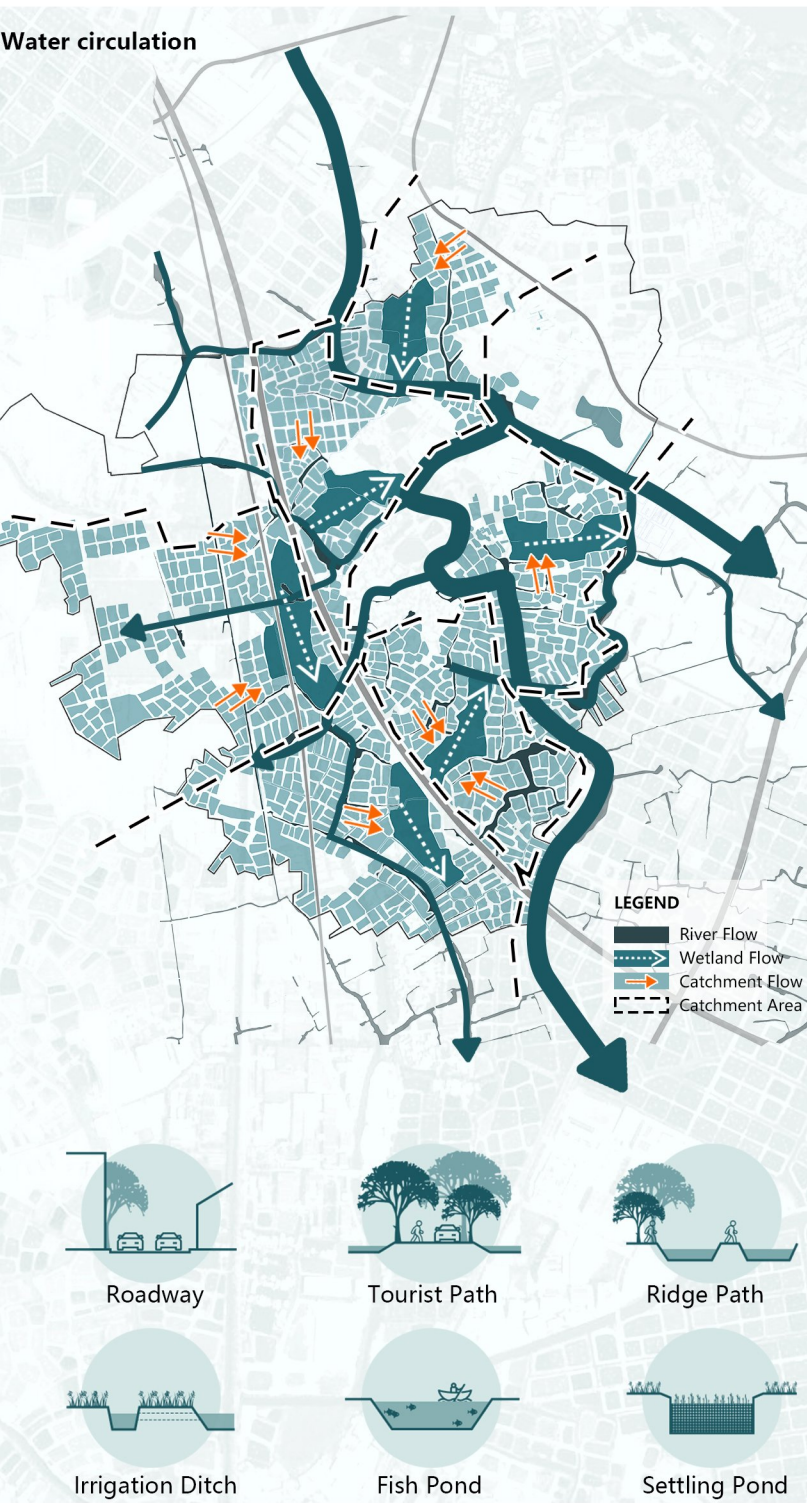 Water circulation
LEGEND
River Flow
Wetland Flow
Catchment Flow
Catchment Area
Roadway
Tourist Path
Ridge Path
Irrigation Ditch
Fish Pond
Settling Pond